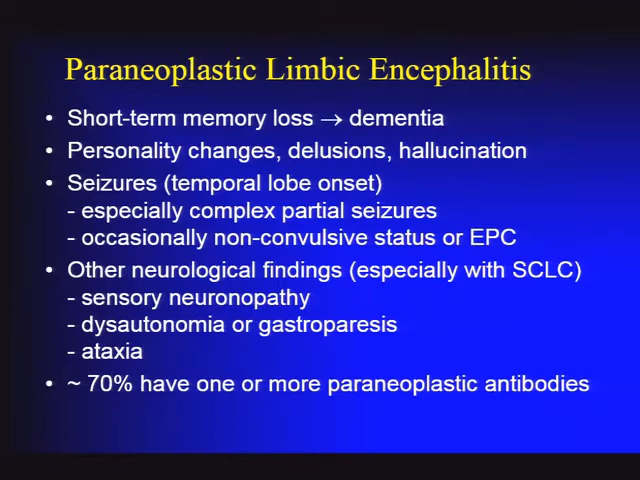 Paraneoplastic Limbic Encephalitis
• Short-term memory loss → dementia
• Personality changes, delusions, hallucination
• Seizures (temporal lobe onset)
- especially complex partial seizures
- occasionally non-convulsive status or EPC
• Other neurological findings (especially with SCLC)
- sensory neuronopathy
- dysautonomia or gastroparesis
- ataxia
• ~ 70% have one or more paraneoplastic antibodies